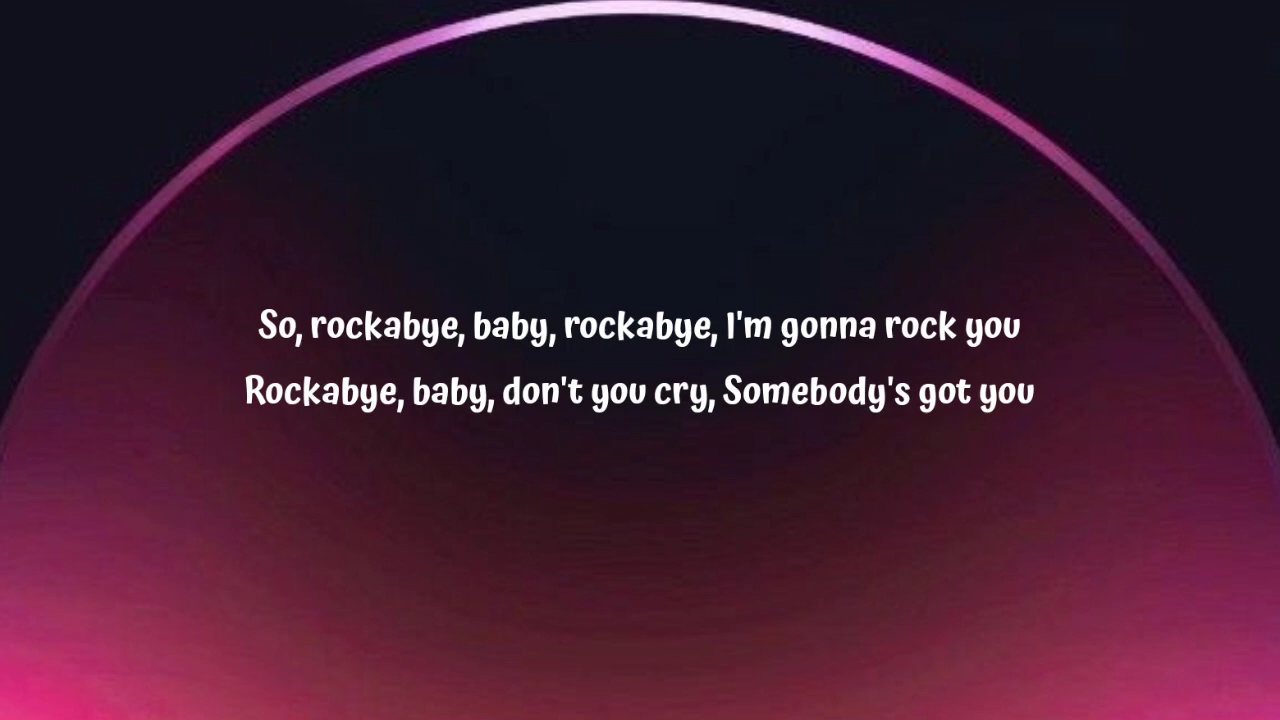 So, rockabye, baby, rockabye, I'm gonna rock you
Rockabye, baby, don't you cry, Somebody's got you